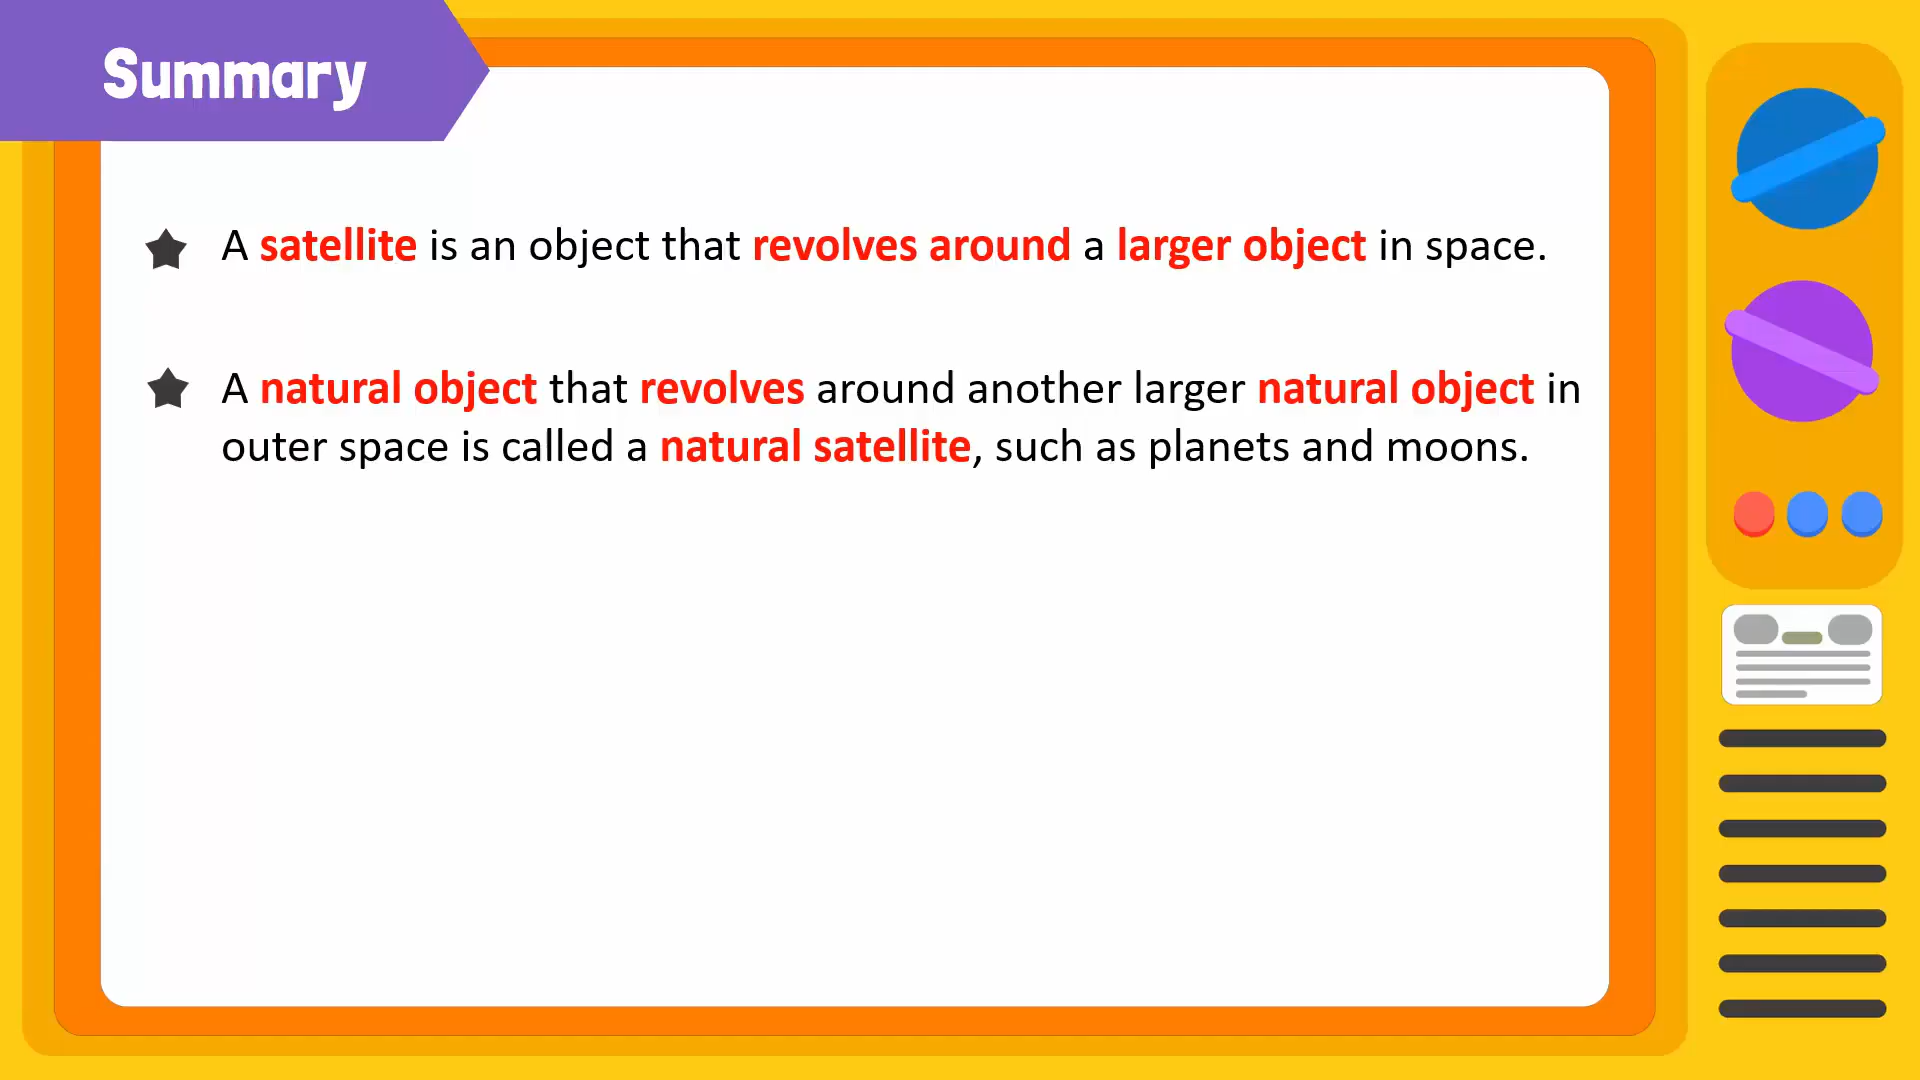 Summary
A satellite is an object that revolves around a larger object in space.
A natural object that revolves around another larger natural object in
outer space is called a natural satellite, such as planets and moons.